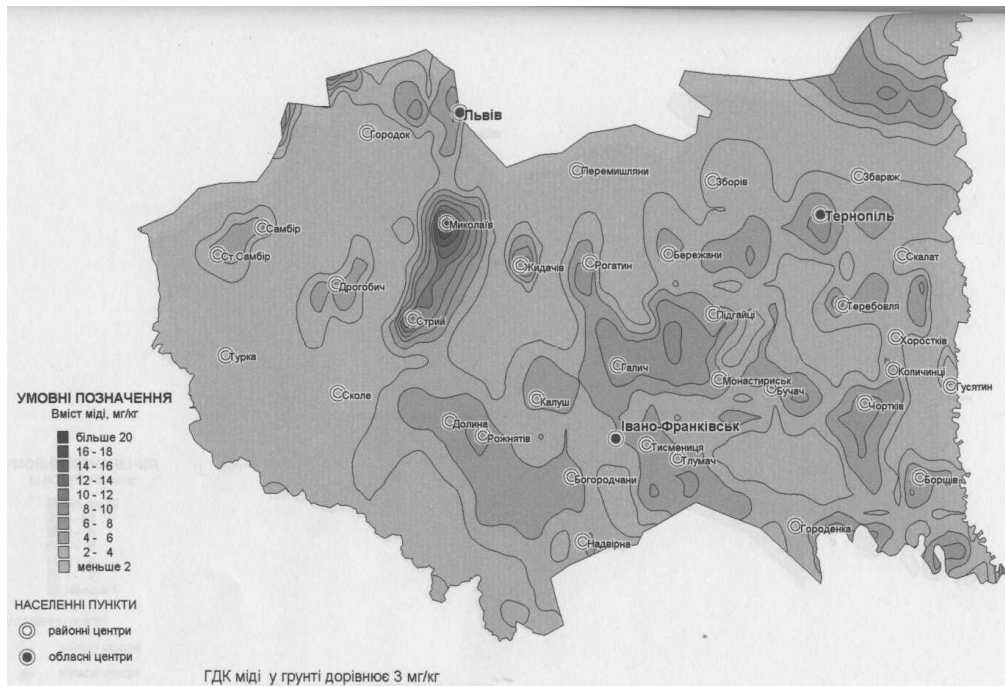 Львів
Городок
Перемишляни
Зборів
Збараж
Тернопіль
Самбір
Миколаїв
Ст.Самбір
Жидачів
Рогатин
Бережани
Скалат
Дрогобич
Теребовля
Стрий
Підгайці
Хоростків
Турка
Галич
Копичинці
Монастириськ
Гусятин
Сколе
Калуш
Бучач
Чортків
УМОВНІ ПОЗНАЧЕННЯ
Вміст міді, мг/кг
більше 20
16 - 18
14 - 16
12 - 14
10 - 12
8 - 10
6 - 8
4 - 6
2 - 4
меньше 2
Долина
Рожнятів
Івано-Франківськ
Тисмениця
Тлумач
Богородчани
Борщів
Городенка
Надвірна
НАСЕЛЕННІ ПУНКТИ
районні центри
обласні центри
ГДК міді у грунті дорівнює 3 мг/кг